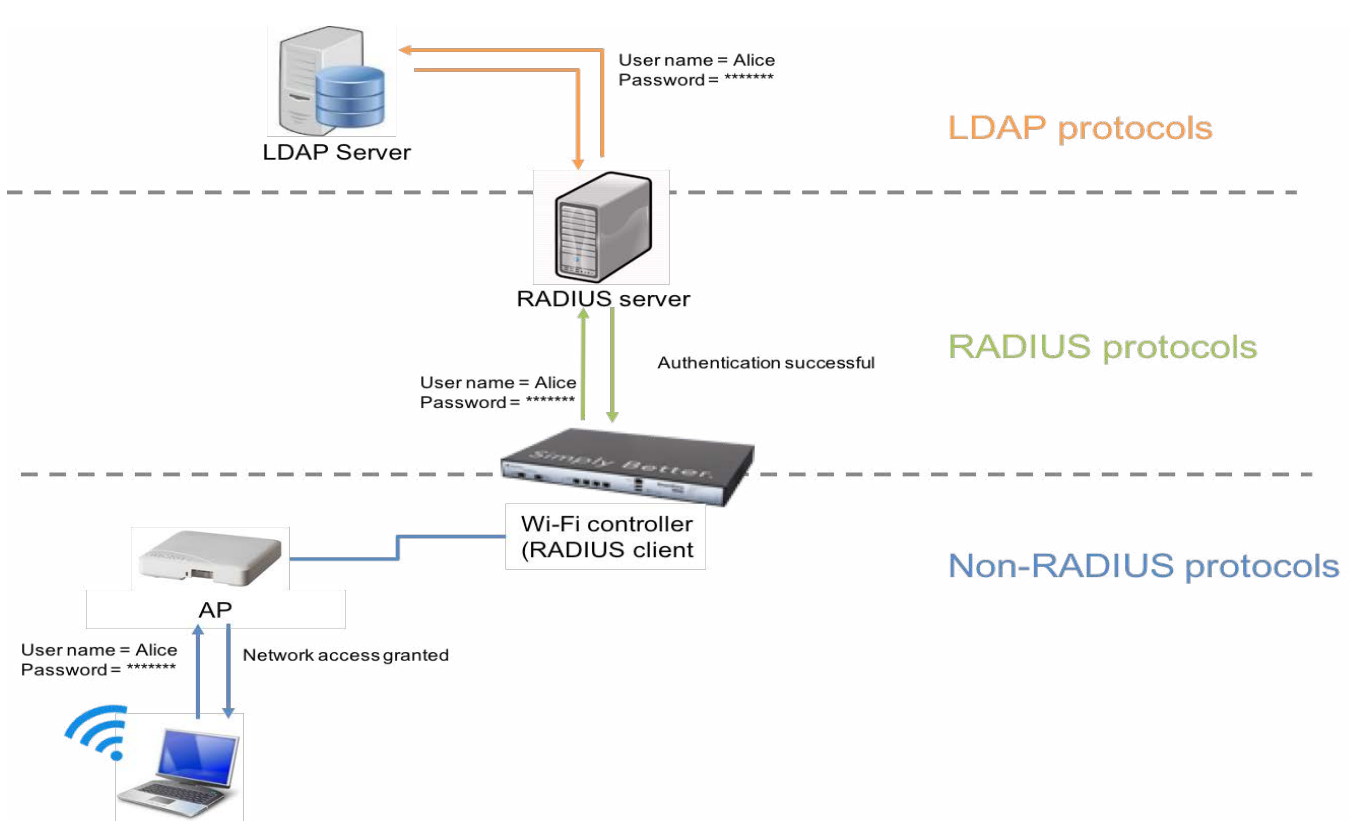 User name = Alice
Password = *******
LDAP protocols
LDAP Server
RADIUS server
RADIUS protocols
Authentication successful
User name = Alice
Password = *******
Simply Better.
Wi-Fi controller
(RADIUS client
Non-RADIUS protocols
AP
User name = Alice
Password = *******
Network access granted